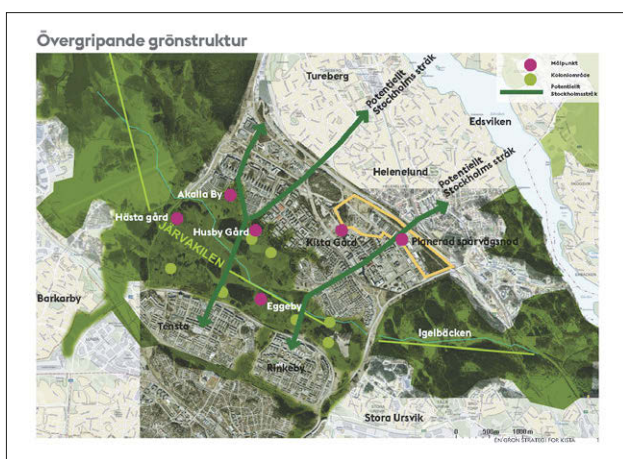 Övergripande grönstruktur
Målpunkt
Koloniområde
Potentiellt
Stockholmsstråk
Tureberg
Potentiellt
Stockholms stråk
Edsviken
Helenelund
Potentiellt
Stockholms stråk
Akalla By
Hästa gård
Husby Gård
Kista Gård
Planerad spårvägsnod
JÄRVAKILEN
Barkarby
Eggeby
Tensta
Igelbäcken
Rinkeby
Stora Ursvik
0 500m 1000 m
EN GRÖN STRATEGI FÖR KISTA